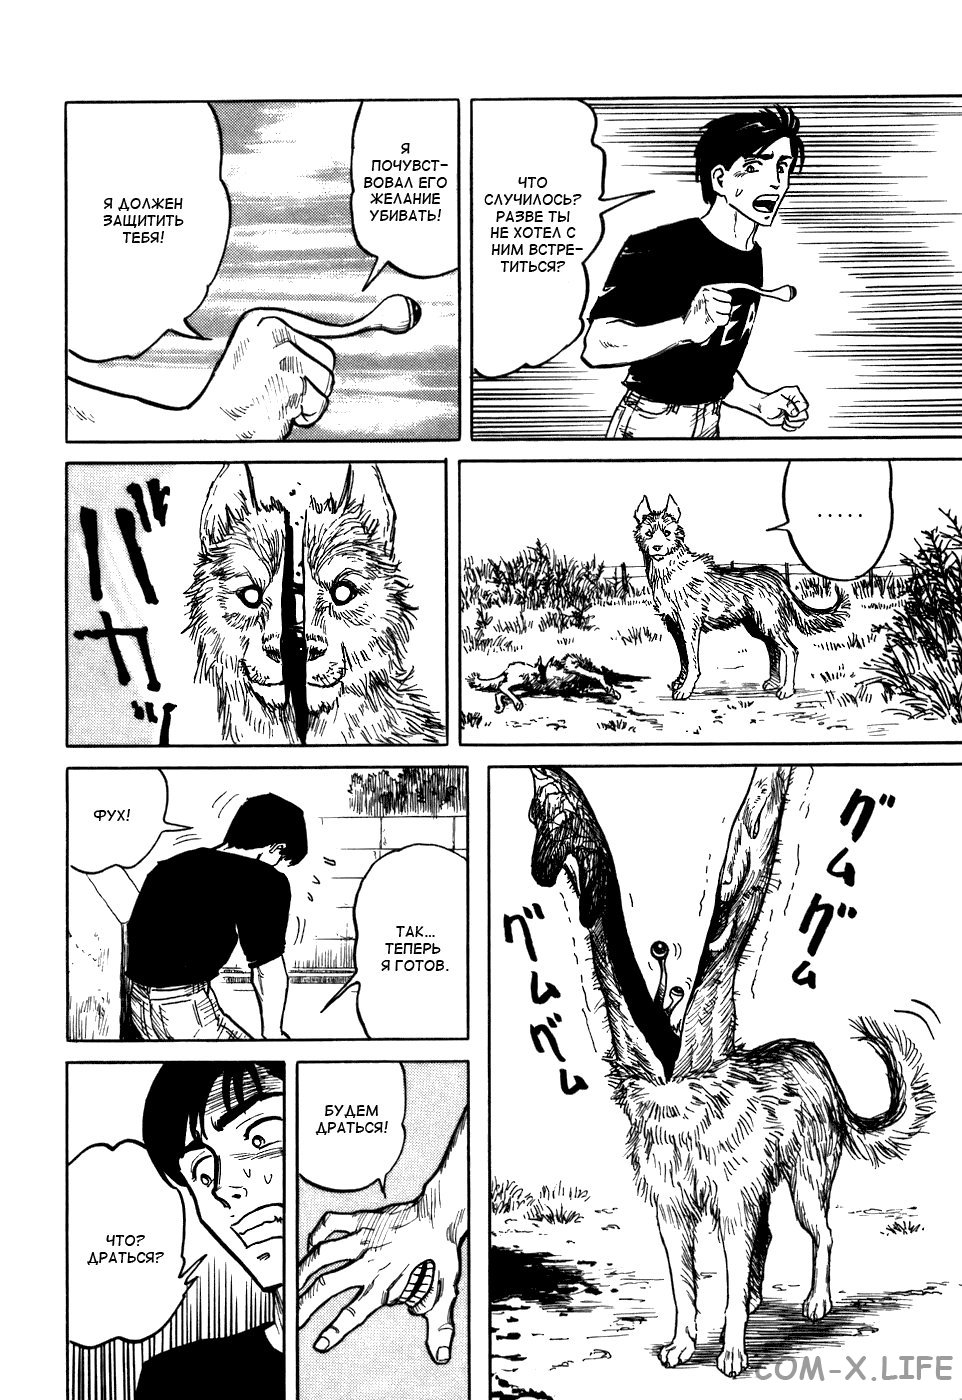 ЧТО
СЛУЧИЛОСЬ?
РАЗВЕ ТЫ
НЕ ХОТЕЛ С
НИМ ВСТРЕ-
ТИТЬСЯ?
Я
ПОЧУВСТ-
ВОВАЛ ЕГО
ЖЕЛАНИЕ
УБИВАТЬ!
Я ДОЛЖЕН
ЗАЩИТИТЬ
ТЕБЯ!
.....
バカッ
グムグムグム
グムグム
ТАК...
ТЕПЕРЬ
Я ГОТОВ.
ФУХ!
БУДЕМ
ДРАТЬСЯ!
ЧТО?
ДРАТЬСЯ?
COM-X.LIFE